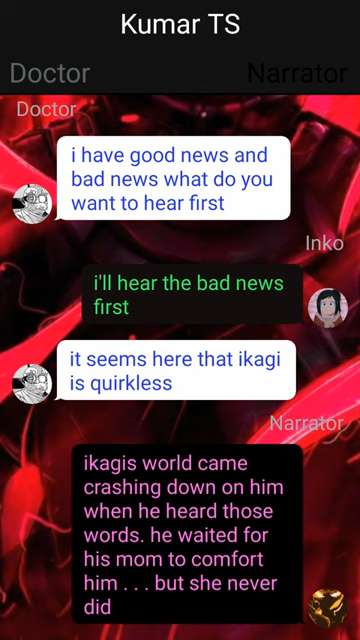 Kumar TS
Doctor
Narrator
Doctor
i have good news and
bad news what do you
want to hear first
Inko
i'll hear the bad news
first
it seems here that ikagi
is quirkless
Narrator
ikagis world came
crashing down on him
when he heard those
words. he waited for
his mom to comfort
him . . . but she never
did